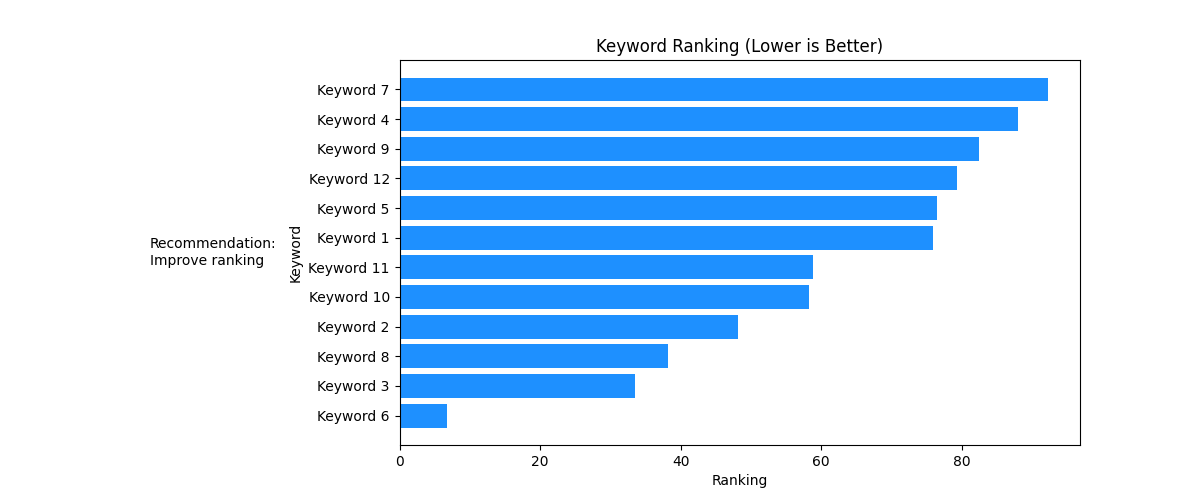 Keyword Ranking (Lower is Better)
Keyword 7
Keyword 4
Keyword 9
Keyword 12
Keyword 5
Keyword 1
Keyword 11
Keyword 10
Keyword 2
Keyword 8
Keyword 3
Keyword 6
Keyword
Recommendation:
Improve ranking
0 20 40 60 80
Ranking